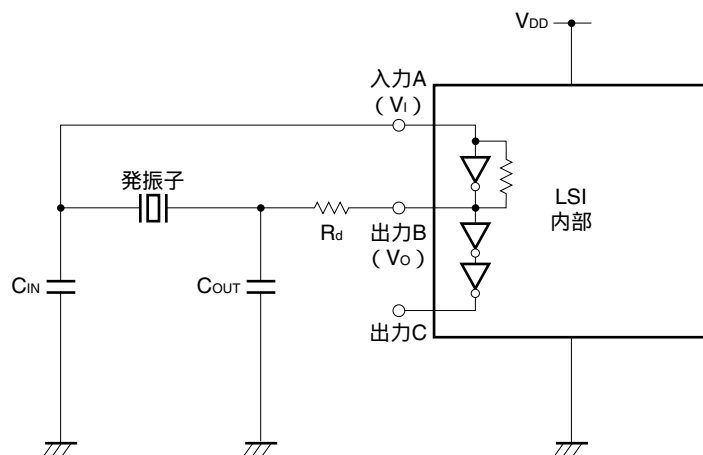 VDD
入力A
（VI）
発振子
LSI
内部
Rd
出力B
（VO）
CIN
COUT
出力C